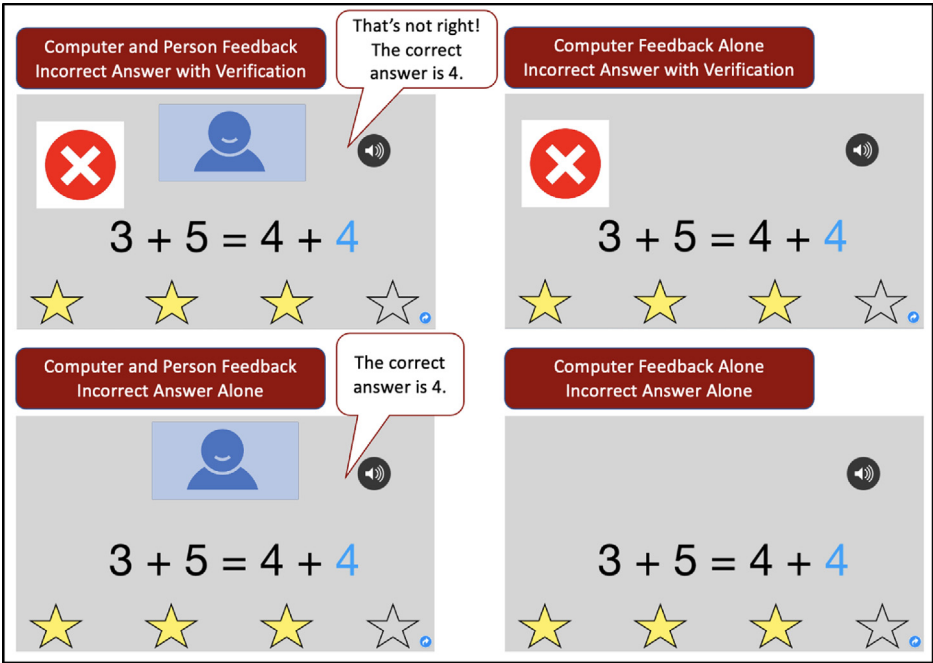 Computer and Person Feedback
Incorrect Answer with Verification
That’s not right!
The correct
answer is 4.
3 + 5 = 4 + 4
Computer Feedback Alone
Incorrect Answer with Verification
3 + 5 = 4 + 4
Computer and Person Feedback
Incorrect Answer Alone
The correct
answer is 4.
3 + 5 = 4 + 4
Computer Feedback Alone
Incorrect Answer Alone
3 + 5 = 4 + 4